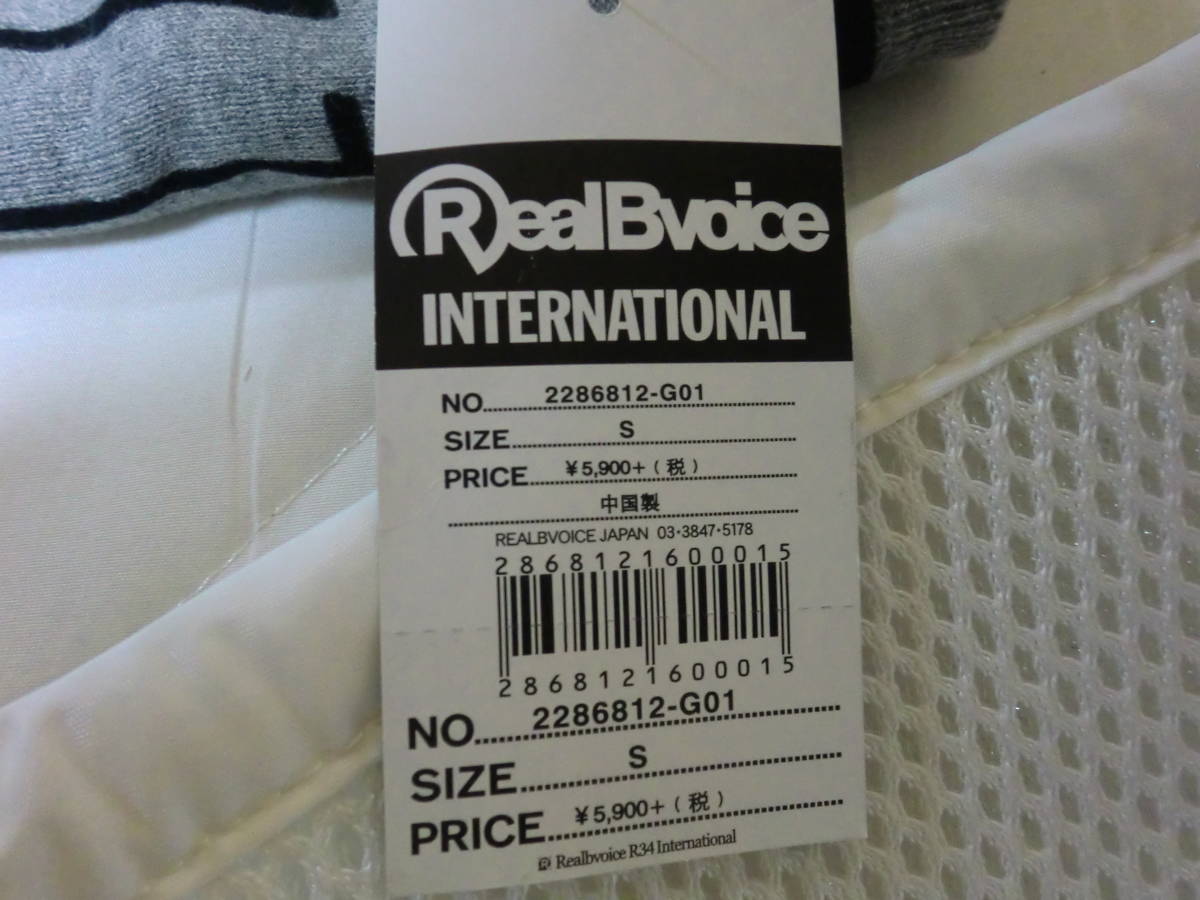 RealBvoice
INTERNATIONAL
NO. 2286812-G01
SIZE S
PRICE ¥5,900+(税)
中国製
REALBVOICE JAPAN 03・3847・5178
2868121600015
2868121600015
NO. 2286812-G01
SIZE S
PRICE ¥5,900+(税)
R Realbvoice R34 International